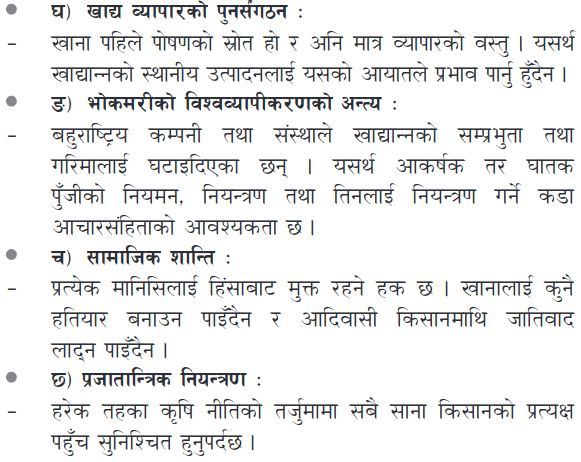 ● घ) खाद्य व्यापारको पुनर्संगठन :
– खाना पहिले पोषणको स्रोत हो र अनि मात्र व्यापारको वस्तु । यसर्थ
खाद्यान्नको स्थानीय उत्पादनलाई यसको आयातले प्रभाव पार्नु हुँदैन ।
● ङ) भोकमरीको विश्वव्यापीकरणको अन्त्य :
– बहुराष्ट्रिय कम्पनी तथा संस्थाले खाद्यान्नको सम्प्रभुता तथा
गरिमालाई घटाइदिएका छन् । यसर्थ आकर्षक तर घातक
पुँजीको नियमन, नियन्त्रण तथा तिनलाई नियन्त्रण गर्ने कडा
आचारसंहिताको आवश्यकता छ ।
● च) सामाजिक शान्ति :
– प्रत्येक मानिसिलाई हिंसाबाट मुक्त रहने हक छ । खानालाई कुनै
हतियार बनाउन पाइँदैन र आदिवासी किसानमाथि जातिवाद
लाद्न पाइँदैन ।
● छ) प्रजातान्त्रिक नियन्त्रण :
– हरेक तहका कृषि नीतिको तर्जुमामा सबै साना किसानको प्रत्यक्ष
पहुँच सुनिश्चित हुनुपर्दछ ।